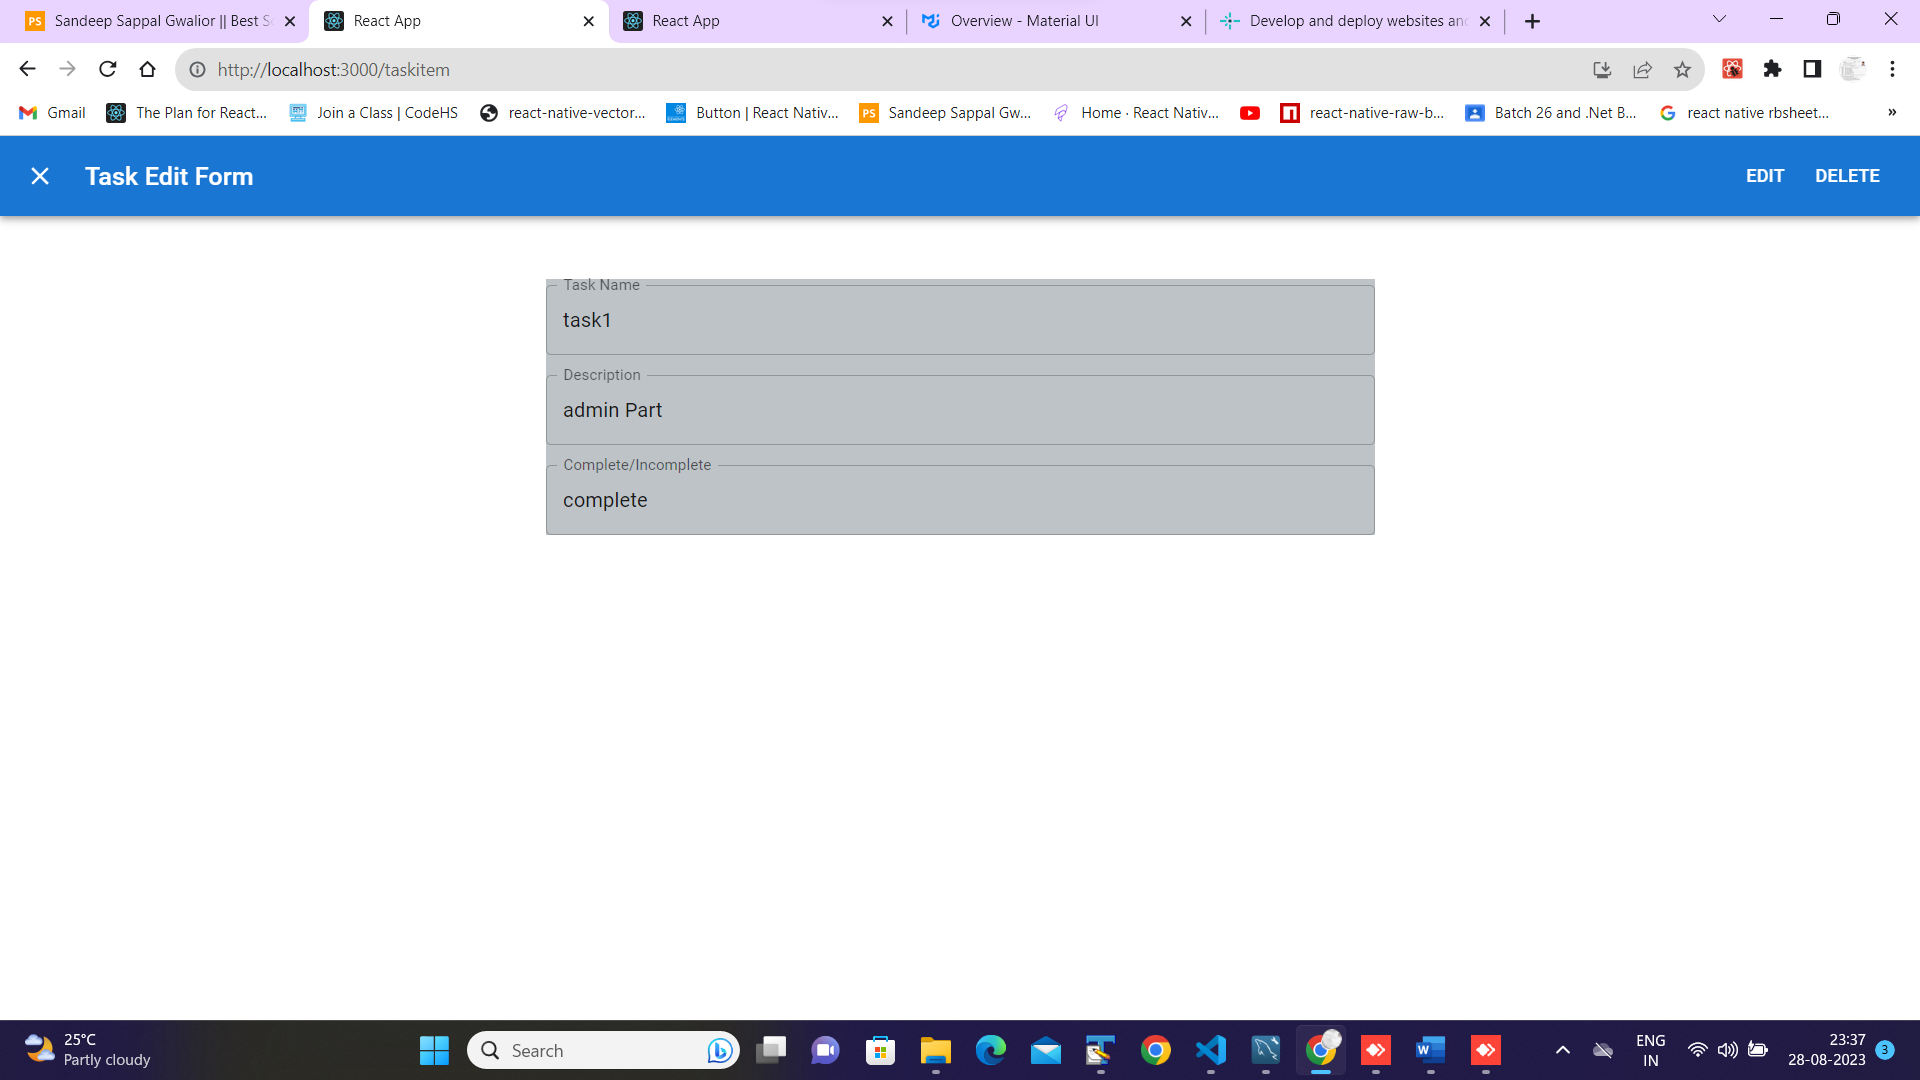 Sandeep Sappal Gwalior || Best Sc
React App
React App
Overview - Material UI
Develop and deploy websites and
http://localhost:3000/taskitem
Gmail
The Plan for React...
Join a Class | CodeHS
react-native-vector...
Button | React Nativ...
PS Sandeep Sappal Gw...
Home · React Nativ...
react-native-raw-b...
Batch 26 and .Net B...
react native rbsheet...
»
Task Edit Form
EDIT
DELETE
Task Name
task1
Description
admin Part
Complete/Incomplete
complete
25°C
Partly cloudy
Search
ENG
IN
23:37
28-08-2023
3